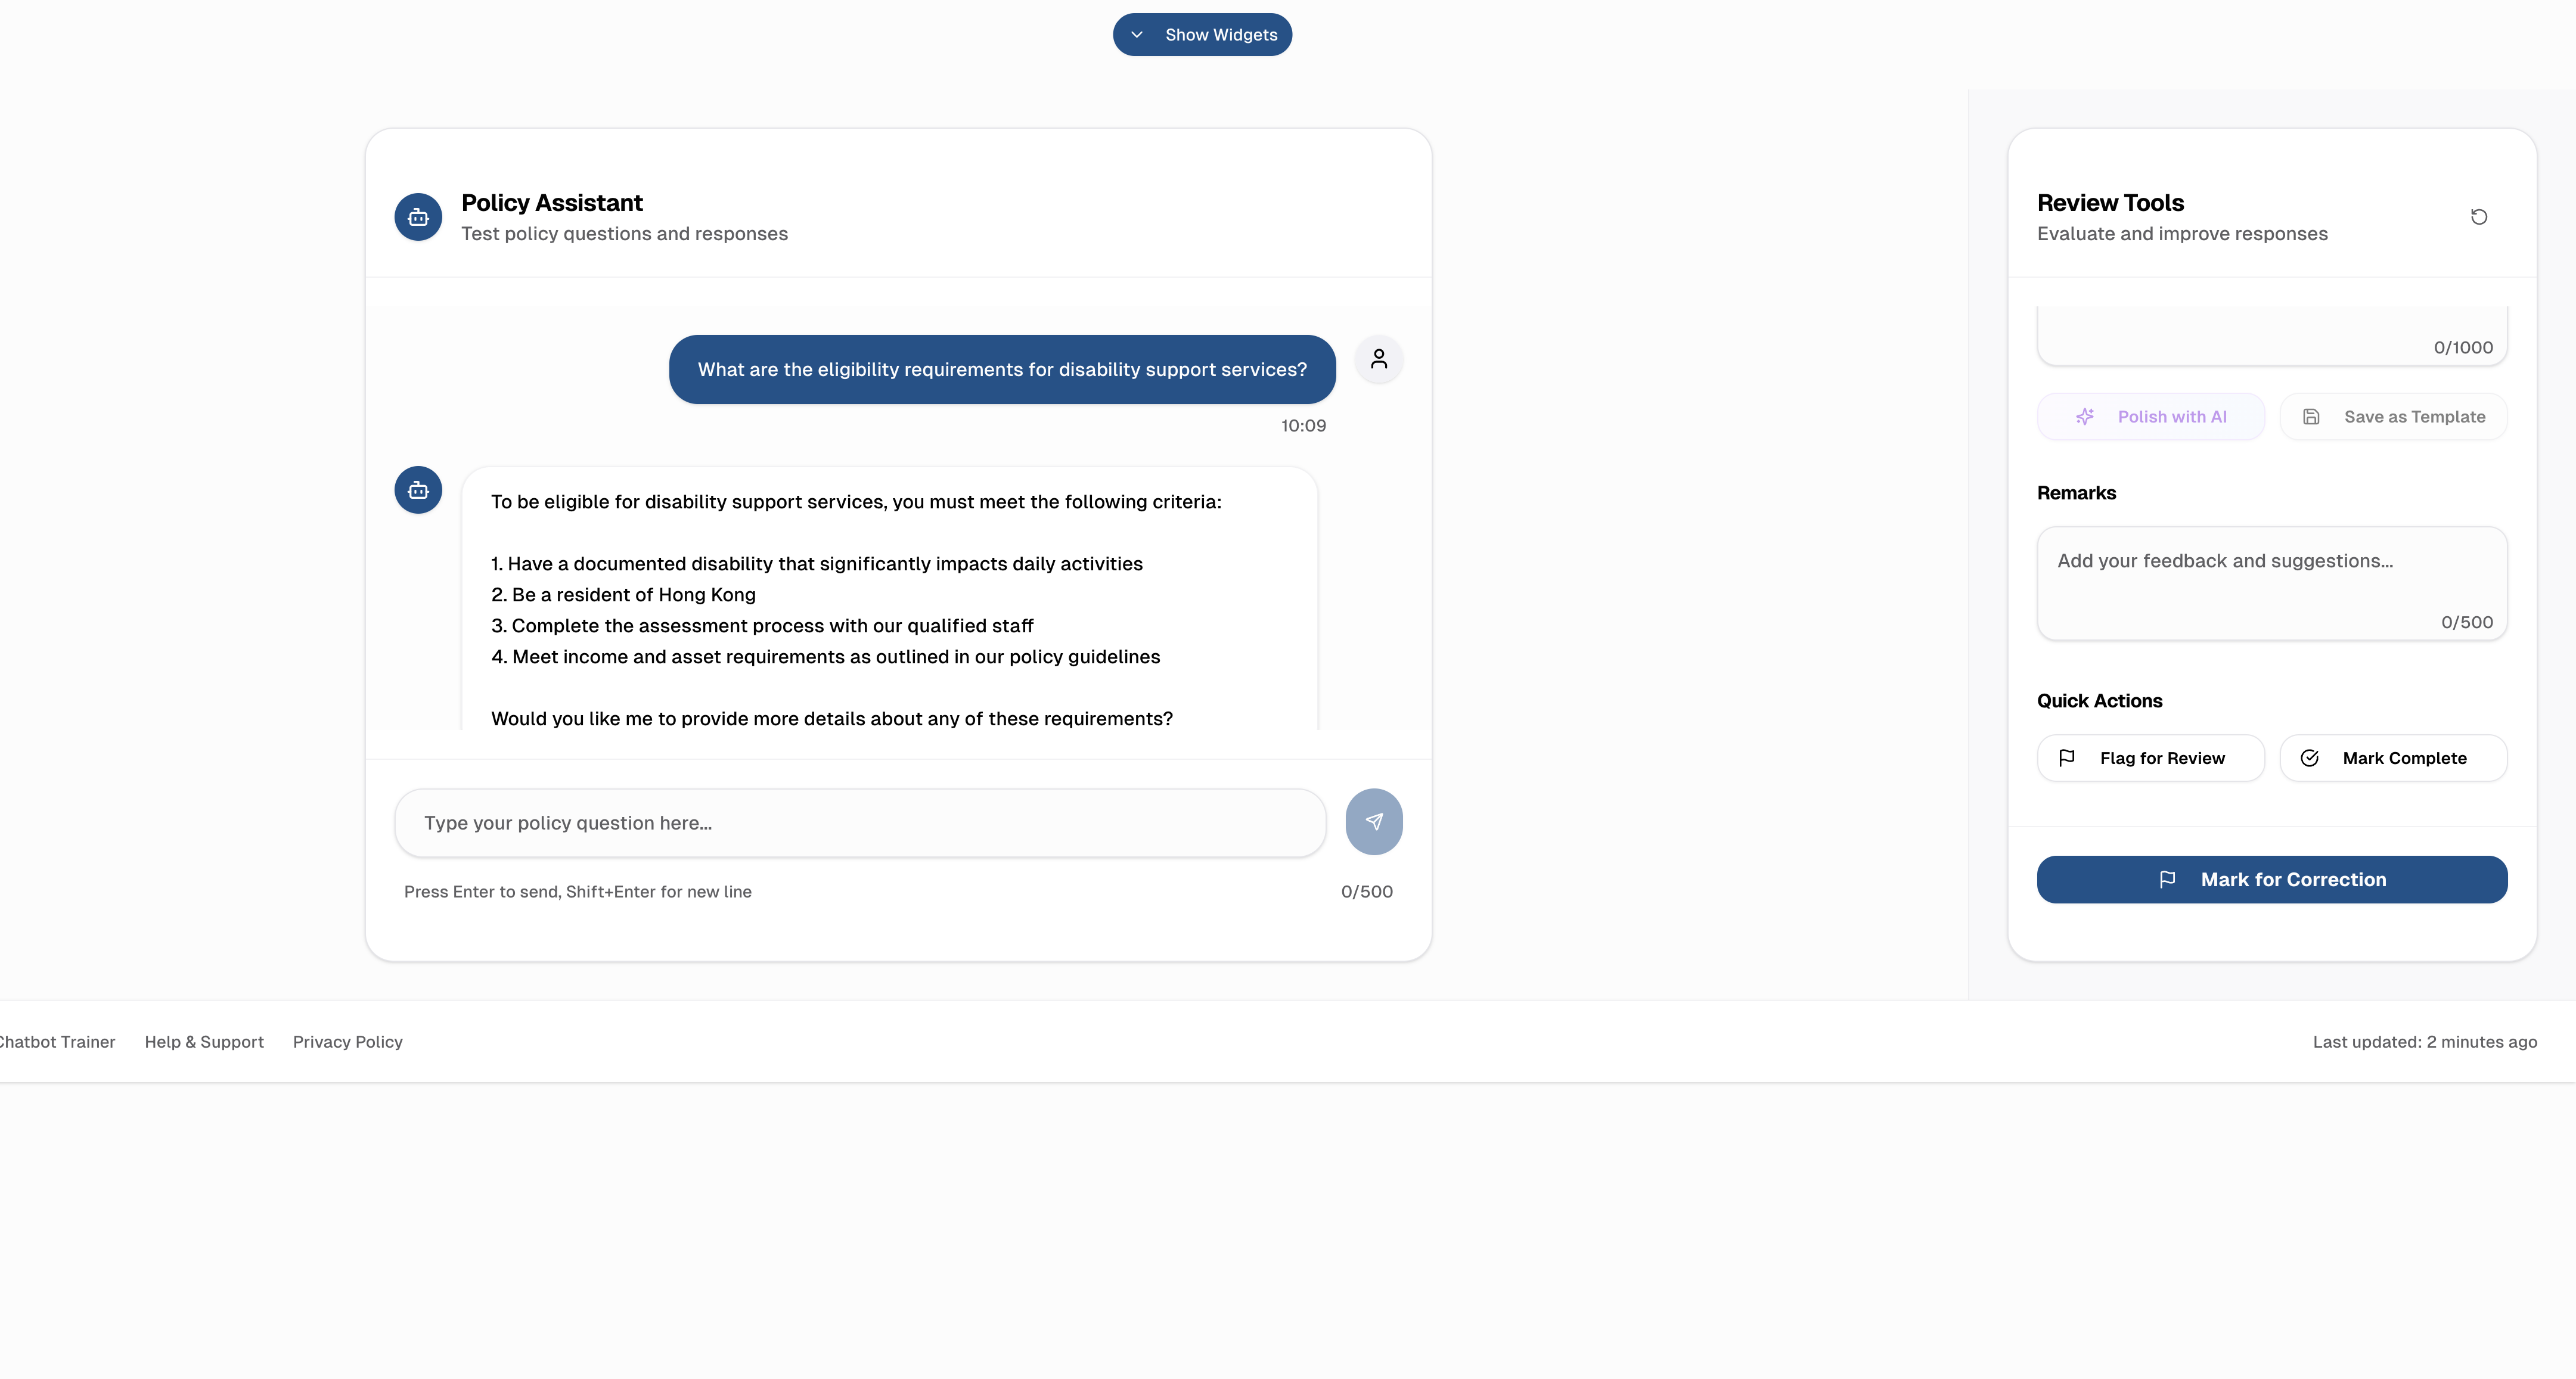 Show Widgets
Policy Assistant
Test policy questions and responses
What are the eligibility requirements for disability support services?
10:09
To be eligible for disability support services, you must meet the following criteria:
1. Have a documented disability that significantly impacts daily activities
2. Be a resident of Hong Kong
3. Complete the assessment process with our qualified staff
4. Meet income and asset requirements as outlined in our policy guidelines
Would you like me to provide more details about any of these requirements?
Type your policy question here...
Press Enter to send, Shift+Enter for new line
0/500
Review Tools
Evaluate and improve responses
0/1000
Polish with AI
Save as Template
Remarks
Add your feedback and suggestions...
0/500
Quick Actions
Flag for Review
Mark Complete
Mark for Correction
Chatbot Trainer
Help & Support
Privacy Policy
Last updated: 2 minutes ago